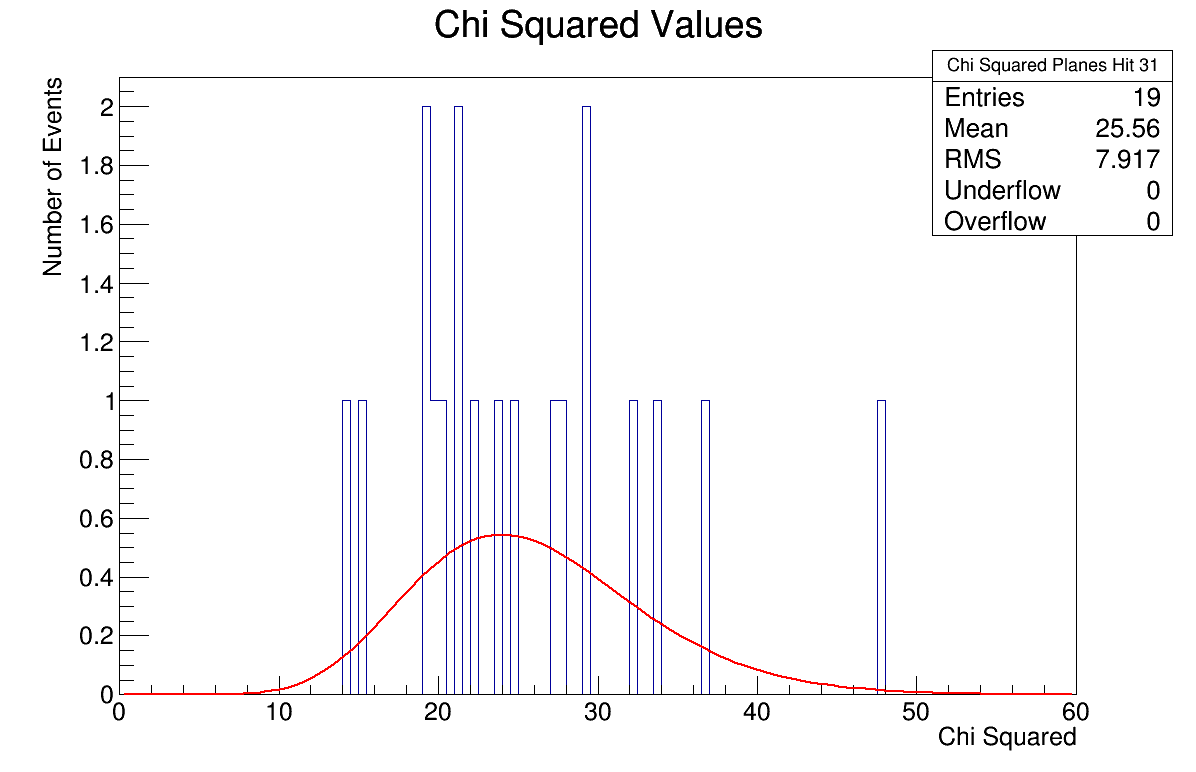 Chi Squared Values
Chi Squared Planes Hit 31
Entries 19
Mean 25.56
RMS 7.917
Underflow 0
Overflow 0
Number of Events
2
1.8
1.6
1.4
1.2
1
0.8
0.6
0.4
0.2
0
0 10 20 30 40 50 60
Chi Squared